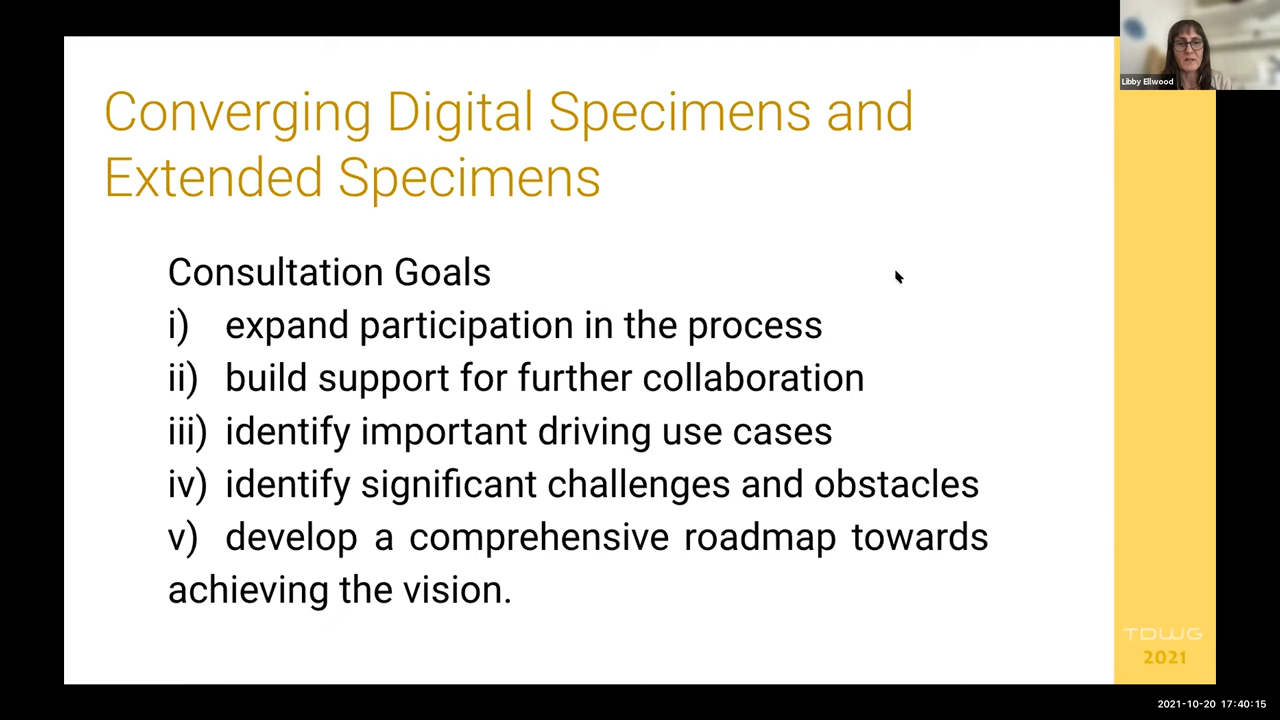 Libby Ellwood
Converging Digital Specimens and
Extended Specimens
Consultation Goals
i) expand participation in the process
ii) build support for further collaboration
iii) identify important driving use cases
iv) identify significant challenges and obstacles
v) develop a comprehensive roadmap towards
achieving the vision.
TDWG
2021
2021-10-20 17:40:15